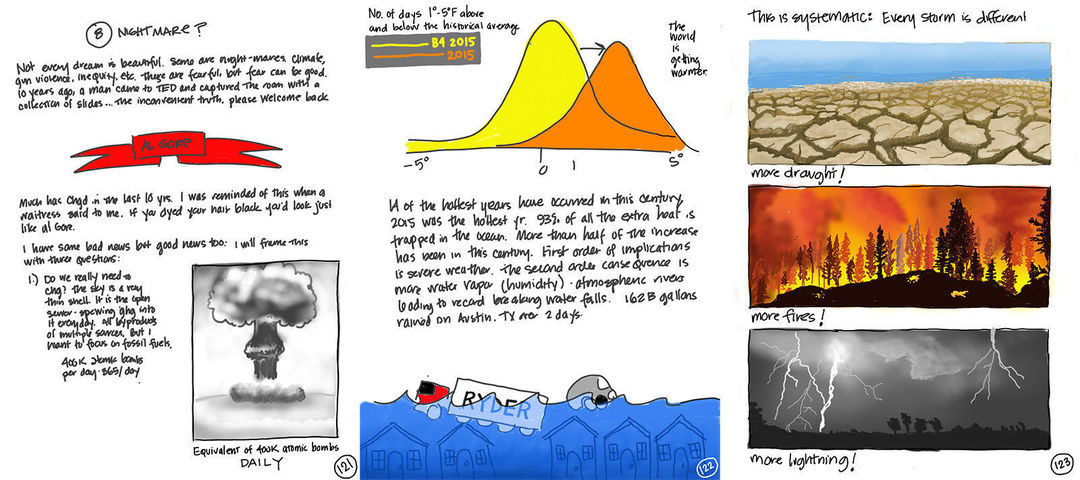 8 NIGHTMARE?
Not every dream is beautiful. Some are night-mares. Climate,
gun violence, inequity, etc. These are fearful, but fear can be good.
10 years ago, a man came to TED and captured the room with a
collection of slides... The inconvenient truth, please welcome back
AL GORE
Much has chgd in the last 10 yrs. I was reminded of this when a
waitress said to me. If you dyed your hair black you'd look just
like al Gore.
I have some bad news but good news too. I will frame this
with three questions:
1.) Do we really need to
chg? The sky is a very
thin shell. It is the open
sewer. spewing ghg into
it everyday. All byproducts
of multiple sources. But I
want to focus on fossil fuels.
400K atomic bombs
per day. 365/day
Equivalent of 400K atomic bombs
DAILY
121
No. of days 1°-5°F above
and below the historical average
B4 2015
2015
The
world
is
getting
warmer.
-5°
0
1
5°
14 of the hottest years have occurred in this century
2015 was the hottest yr. 93% of all the extra heat is
trapped in the ocean. More than half of the increase
has been in this century. First order of implications
is severe weather. The second order consequence is
more water vapor (humidity). atmospheric rivers
leading to record breaking water falls. 162B gallons
rained on Austin. TX over 2 days.
RYDER
122
This is systematic: Every storm is different
more draught!
more fires!
more lightning!
123